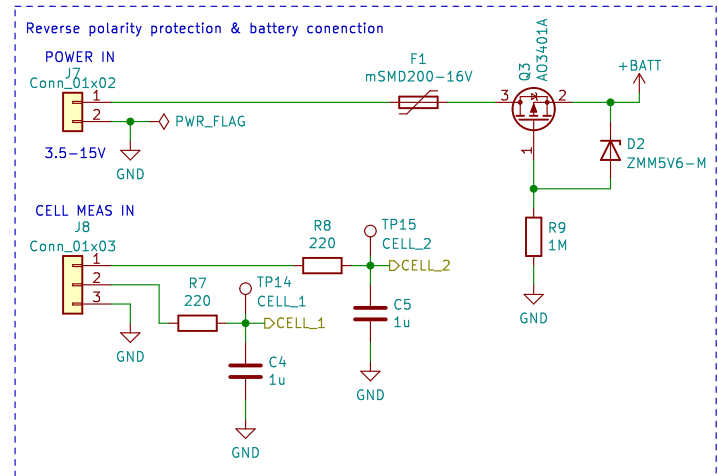 Reverse polarity protection & battery conenction
POWER IN
J7
Conn_01x02
1
2
PWR_FLAG
3.5-15V
GND
F1
mSMD200-16V
Q3
AO3401A
3
2
1
+BATT
D2
ZMM5V6-M
R9
1M
GND
CELL MEAS IN
J8
Conn_01x03
1
2
3
GND
R8
220
TP15
CELL_2
CELL_2
R7
220
TP14
CELL_1
CELL_1
C5
1u
GND
C4
1u
GND